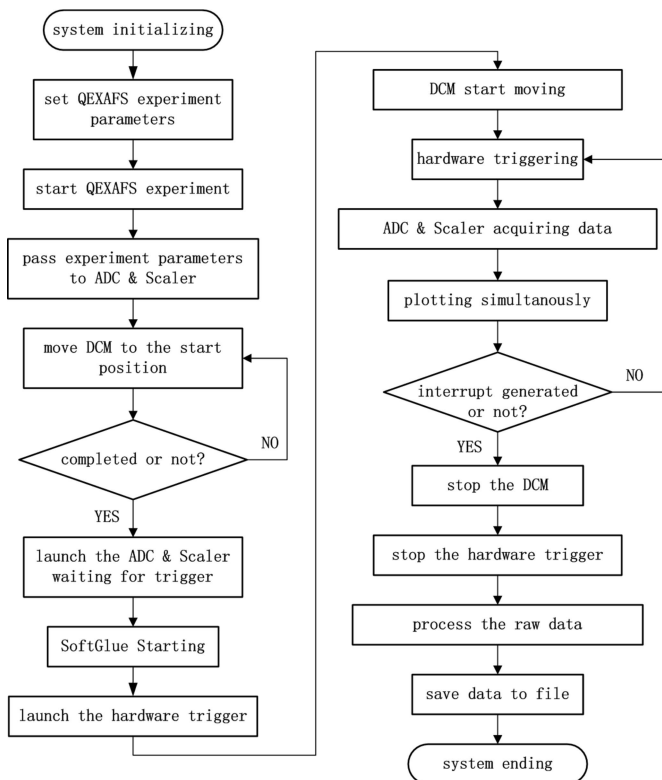 system initializing
set QEXAFS experiment
parameters
start QEXAFS experiment
pass experiment parameters
to ADC & Scaler
move DCM to the start
position
completed or not?
NO
YES
launch the ADC & Scaler
waiting for trigger
SoftGlue Starting
launch the hardware trigger
DCM start moving
hardware triggering
ADC & Scaler acquiring data
plotting simultanously
interrupt generated
or not?
NO
YES
stop the DCM
stop the hardware trigger
process the raw data
save data to file
system ending